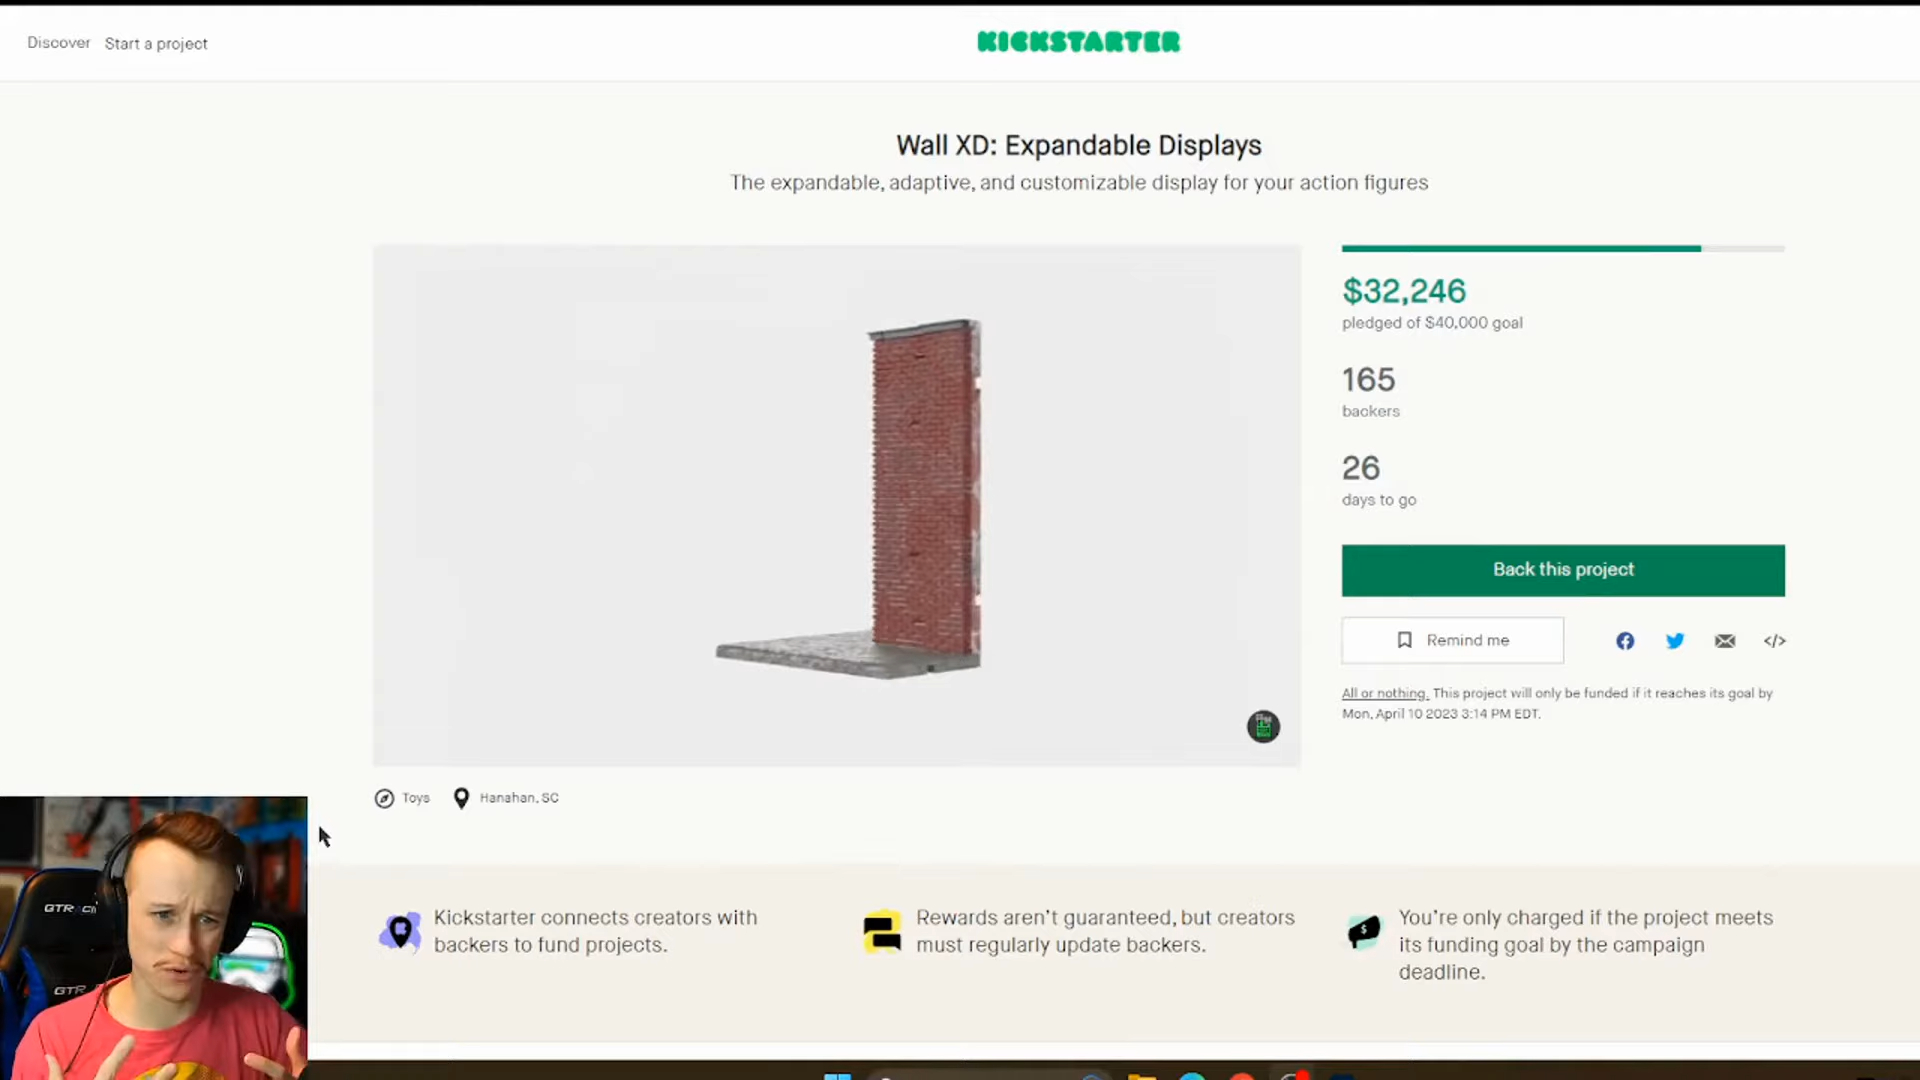 Discover Start a project
KICKSTARTER
Wall XD: Expandable Displays
The expandable, adaptive, and customizable display for your action figures
$32,246
pledged of $40,000 goal
165
backers
26
days to go
Back this project
Remind me
All or nothing. This project will only be funded if it reaches its goal by
Mon, April 10 2023 3:14 PM EDT.
Toys Hanahan, SC
Kickstarter connects creators with
backers to fund projects.
Rewards aren't guaranteed, but creators
must regularly update backers.
You're only charged if the project meets
its funding goal by the campaign
deadline.
GTR
GTR